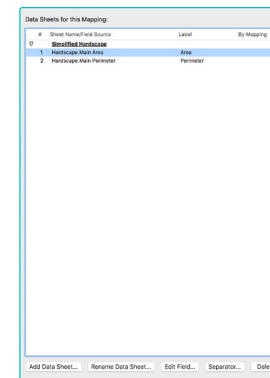 Data Sheets for this Mapping:
# Sheet Name/Field Source Label By Mapping
Simplified Hardscape
1 Hardscape.Main Area Area
2 Hardscape.Main Perimeter Perimeter
Add Data Sheet... Rename Data Sheet... Edit Field... Separator... Dele